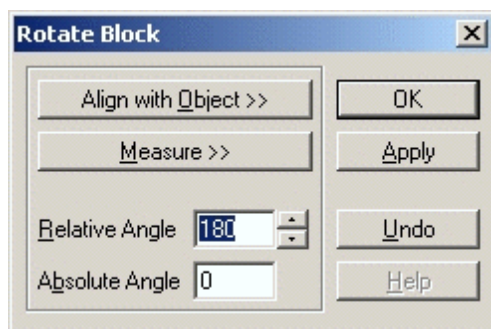 Rotate Block
Align with Object >>
OK
Measure >>
Apply
Relative Angle 180
Undo
Absolute Angle 0
Help